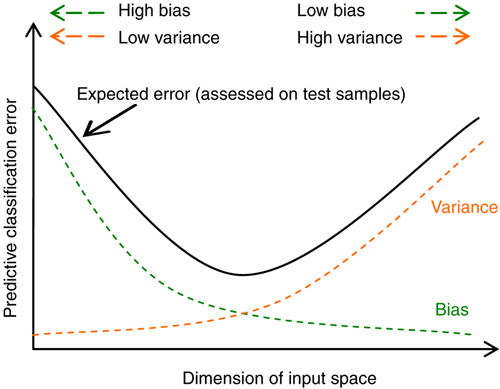 High bias
Low variance
Low bias
High variance
Expected error (assessed on test samples)
Predictive classification error
Variance
Bias
Dimension of input space